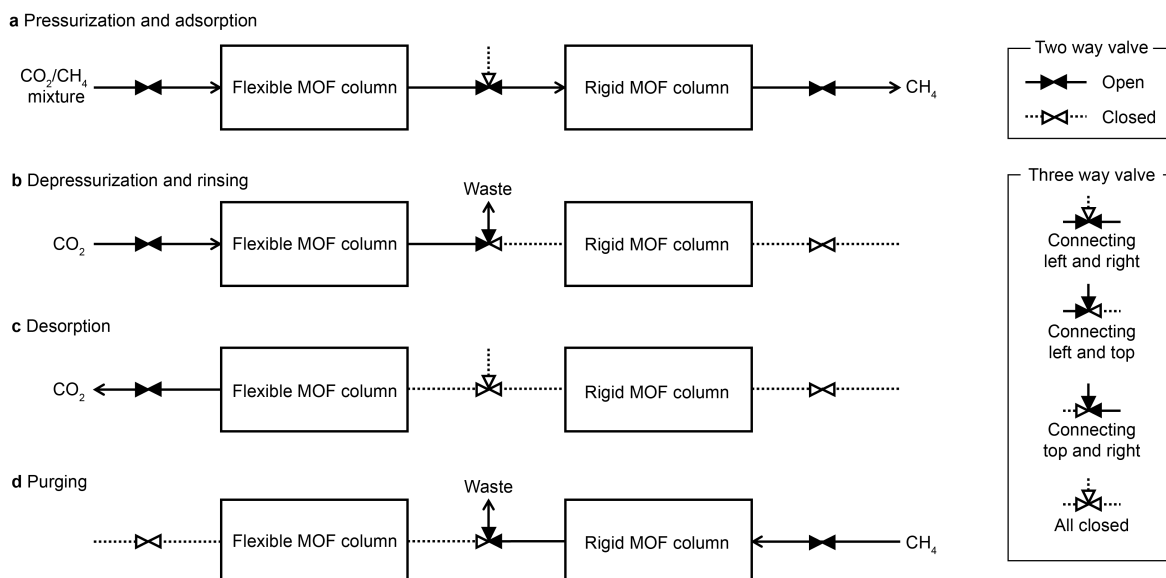 a Pressurization and adsorption
CO₂/CH₄
mixture
Flexible MOF column
Rigid MOF column
CH₄
b Depressurization and rinsing
Waste
CO₂
Flexible MOF column
Rigid MOF column
c Desorption
CO₂
Flexible MOF column
Rigid MOF column
d Purging
Waste
Flexible MOF column
Rigid MOF column
CH₄
Two way valve
Open
Closed
Three way valve
Connecting
left and right
Connecting
left and top
Connecting
top and right
All closed